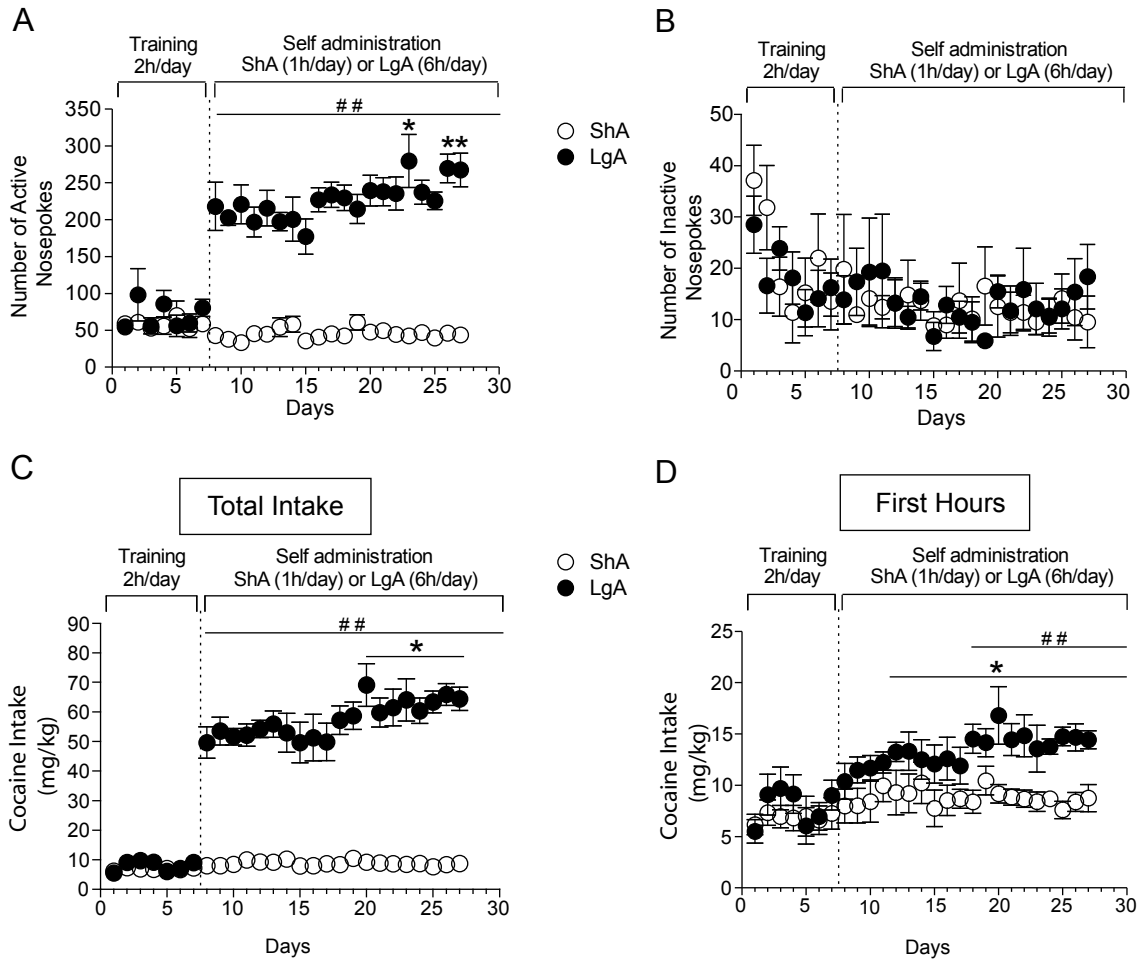 A
Training
2h/day
Self administration
ShA (1h/day) or LgA (6h/day)
350
300
250
200
150
100
50
0
Number of Active
Nosepokes
# #
*
**
0 5 10 15 20 25 30
Days
ShA
LgA
B
Training
2h/day
Self administration
ShA (1h/day) or LgA (6h/day)
50
40
30
20
10
0
Number of Inactive
Nosepokes
0 5 10 15 20 25 30
Days
C
Total Intake
Training
2h/day
Self administration
ShA (1h/day) or LgA (6h/day)
90
80
70
60
50
40
30
20
10
0
Cocaine Intake
(mg/kg)
# #
*
0 5 10 15 20 25 30
Days
ShA
LgA
D
First Hours
Training
2h/day
Self administration
ShA (1h/day) or LgA (6h/day)
25
20
15
10
5
0
Cocaine Intake
(mg/kg)
# #
*
0 5 10 15 20 25 30
Days